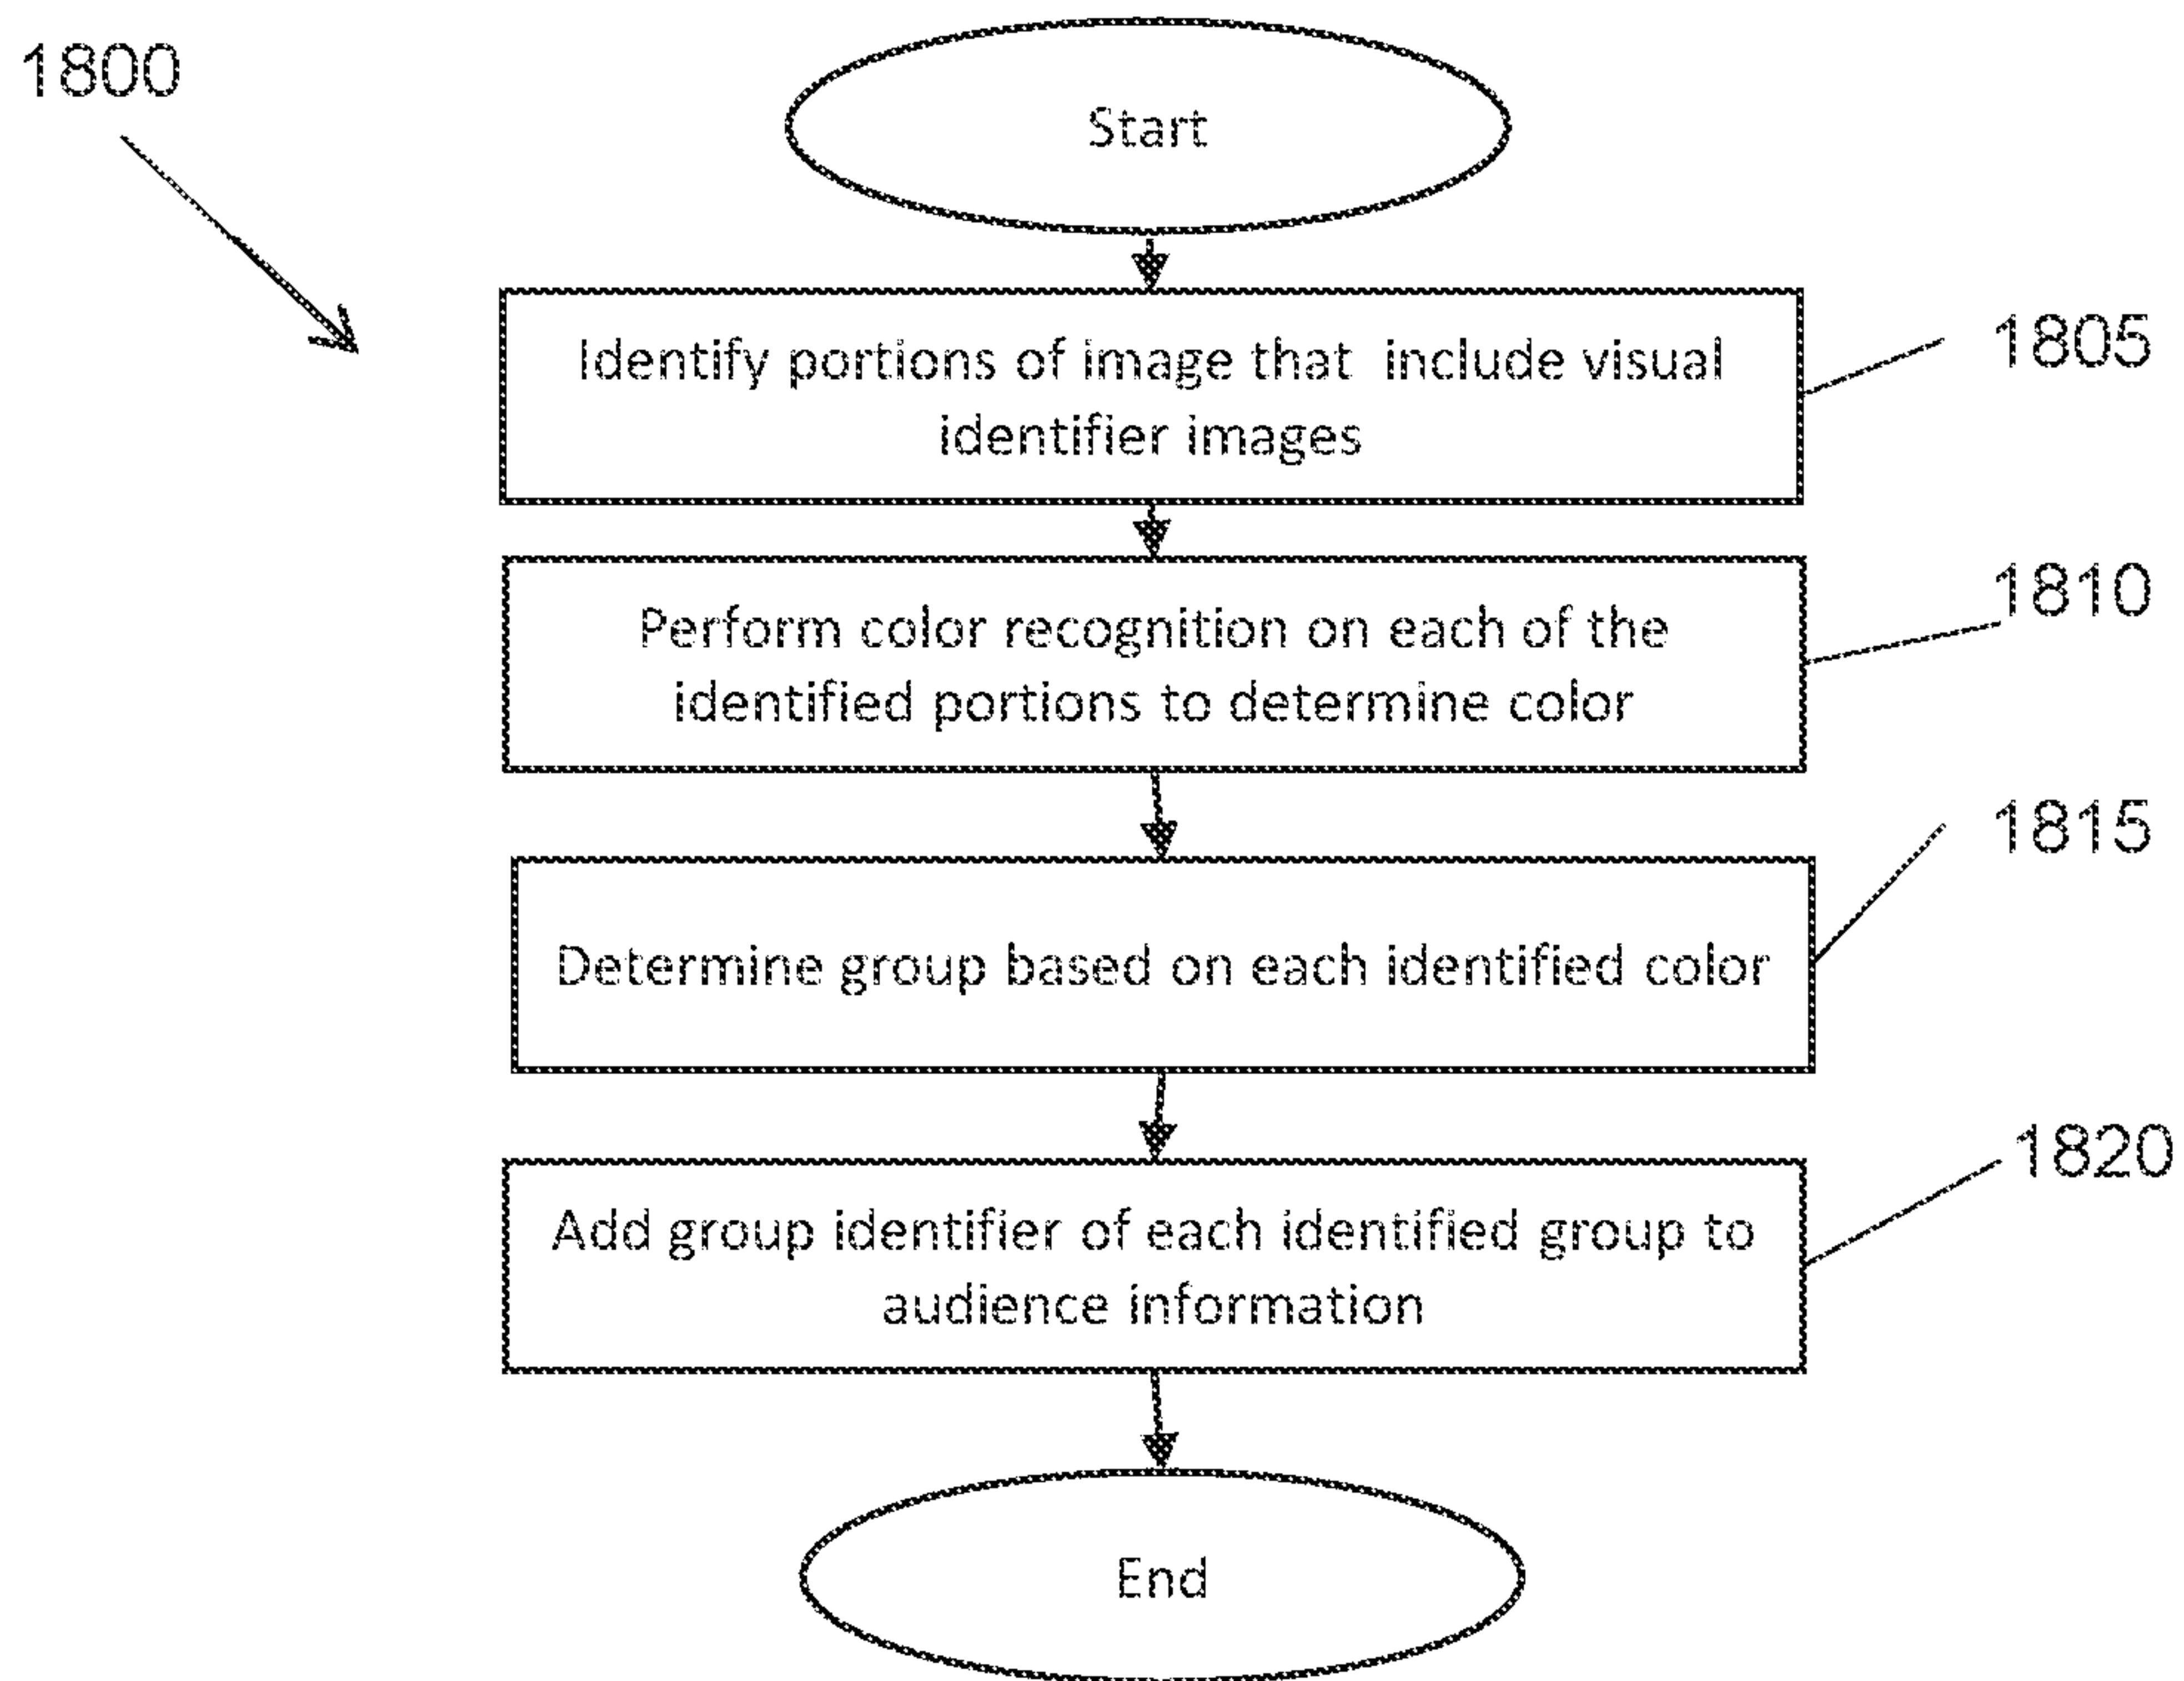 1800
Start
Identify portions of image that include visual
identifier images
1805
Perform color recognition on each of the
identified portions to determine color
1810
Determine group based on each identified color
1815
Add group identifier of each identified group to
audience information
1820
End